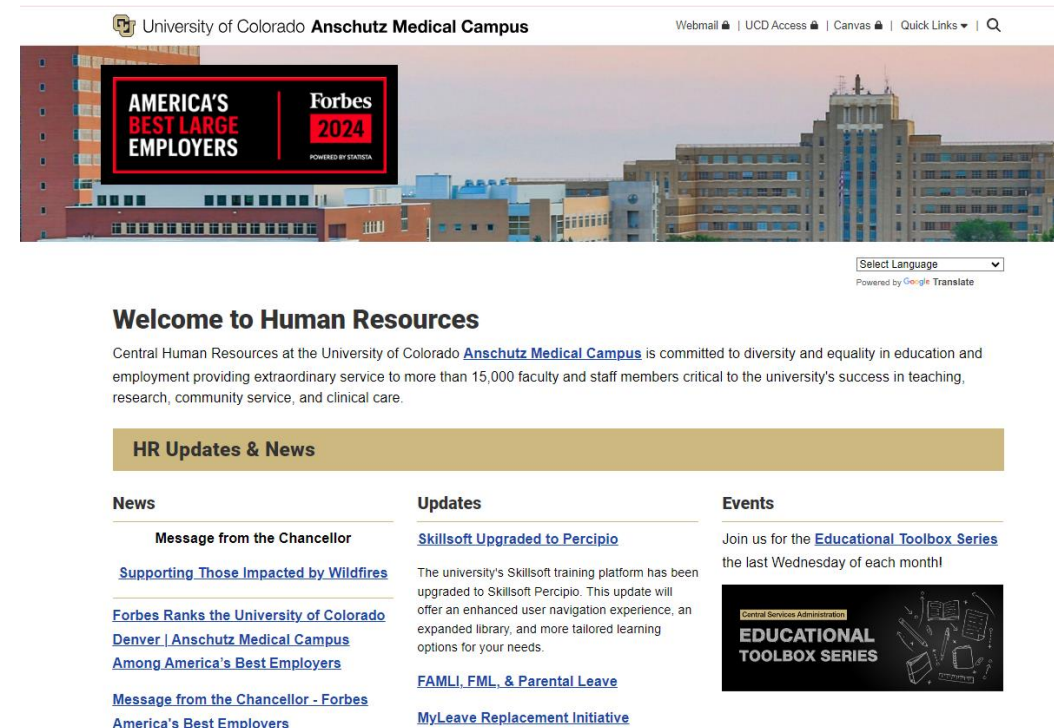 University of Colorado Anschutz Medical Campus
Webmail | UCD Access | Canvas | Quick Links
AMERICA'S
BEST LARGE
EMPLOYERS
Forbes
2024
POWERED BY STATISTA
Select Language
Powered by Google Translate
Welcome to Human Resources
Central Human Resources at the University of Colorado Anschutz Medical Campus is committed to diversity and equality in education and
employment providing extraordinary service to more than 15,000 faculty and staff members critical to the university's success in teaching,
research, community service, and clinical care.
HR Updates & News
News
Message from the Chancellor
Supporting Those Impacted by Wildfires
Forbes Ranks the University of Colorado
Denver | Anschutz Medical Campus
Among America's Best Employers
Message from the Chancellor - Forbes
America's Best Employers
Updates
Skillsoft Upgraded to Percipio
The university's Skillsoft training platform has been
upgraded to Skillsoft Percipio. This update will
offer an enhanced user navigation experience, an
expanded library, and more tailored learning
options for your needs.
FAMLI, FML, & Parental Leave
MyLeave Replacement Initiative
Events
Join us for the Educational Toolbox Series
the last Wednesday of each month!
Central Services Administration
EDUCATIONAL
TOOLBOX SERIES